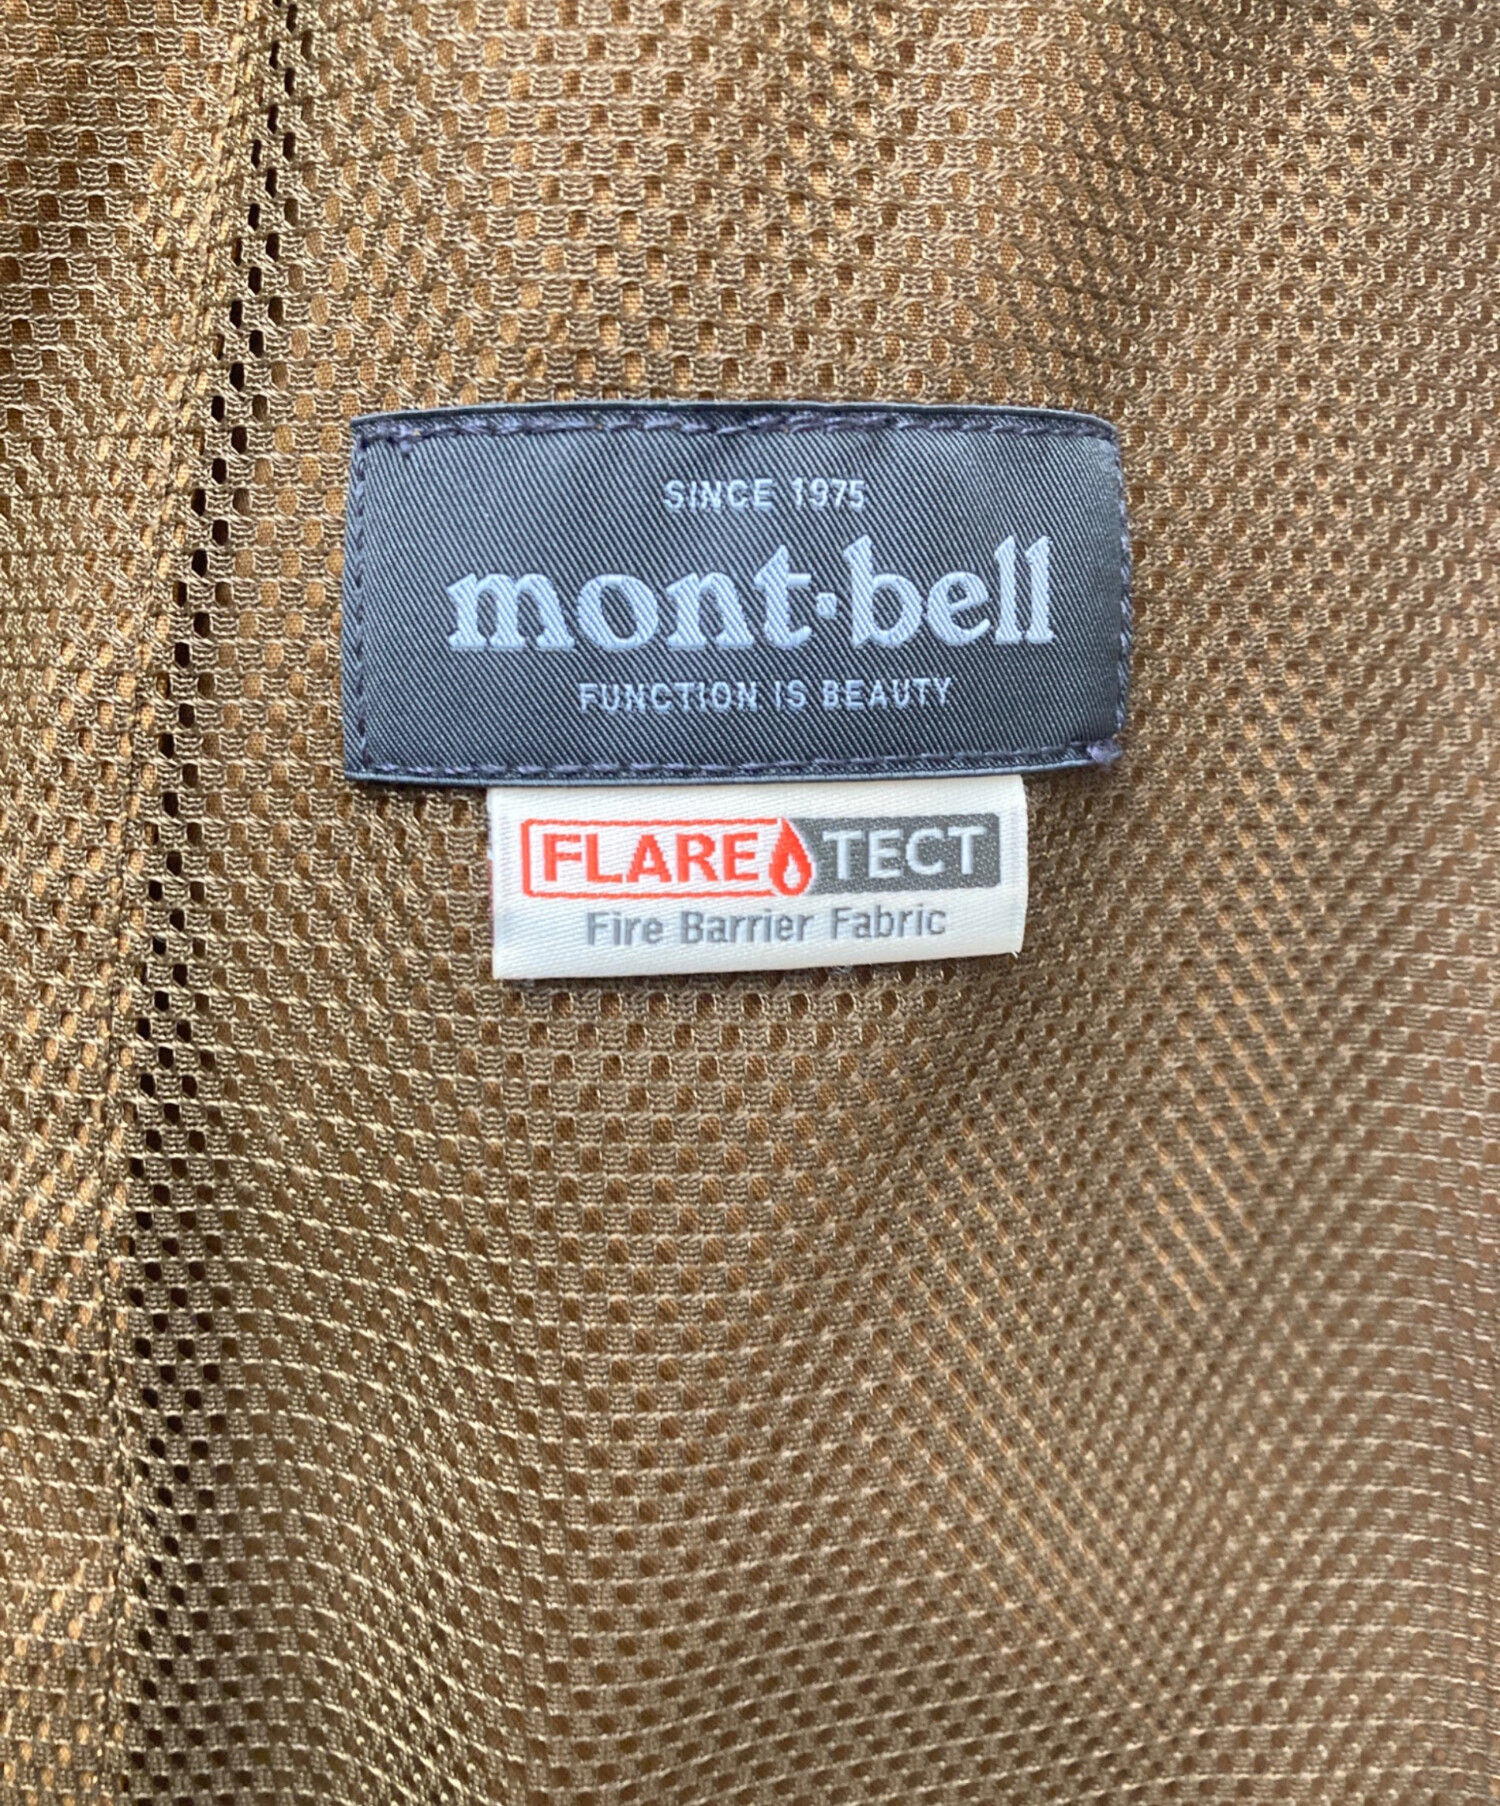 SINCE 1975
mont·bell
FUNCTION IS BEAUTY
FLARE TECT
Fire Barrier Fabric